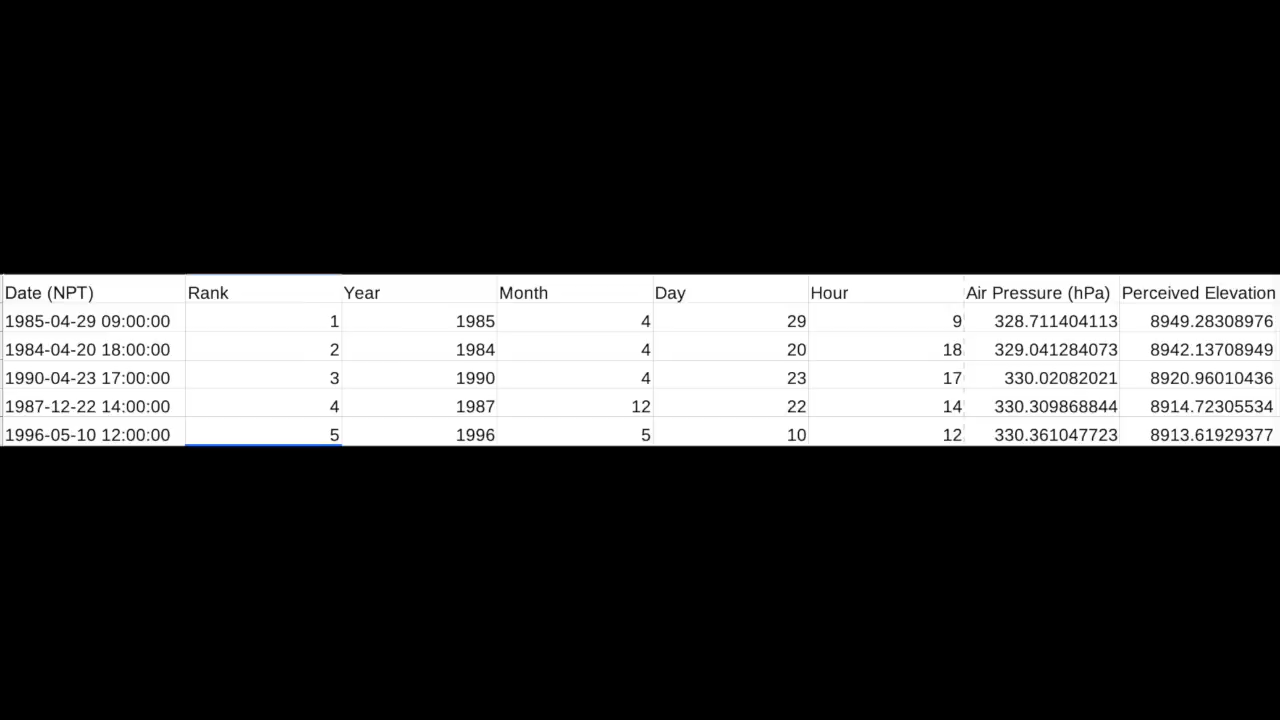 Date (NPT) Rank Year Month Day Hour Air Pressure (hPa) Perceived Elevation
1985-04-29 09:00:00 1 1985 4 29 9 328.711404113 8949.28308976
1984-04-20 18:00:00 2 1984 4 20 18 329.041284073 8942.13708949
1990-04-23 17:00:00 3 1990 4 23 17 330.02082021 8920.96010436
1987-12-22 14:00:00 4 1987 12 22 14 330.309868844 8914.72305534
1996-05-10 12:00:00 5 1996 5 10 12 330.361047723 8913.61929377